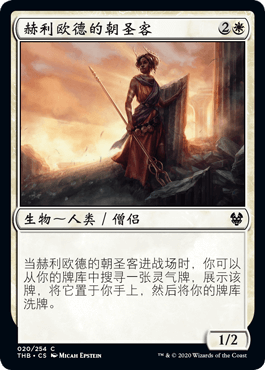 赫利欧德的朝圣客 2
生物～人类 / 僧侣
当赫利欧德的朝圣客进战场时，你可以
从你的牌库中搜寻一张灵气牌，展示该
牌，将它置于你手上，然后将你的牌库
洗牌。
1/2
020/254 C
THB • CS MICAH EPSTEIN
™ & © 2020 Wizards of the Coast